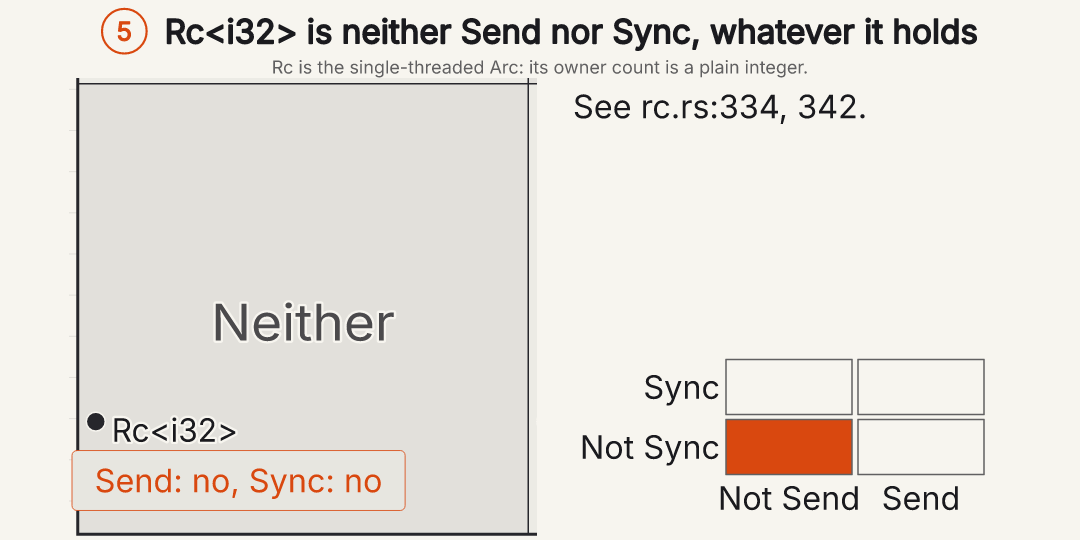 5 Rc<i32> is neither Send nor Sync, whatever it holds
Rc is the single-threaded Arc: its owner count is a plain integer.
See rc.rs:334, 342.
Neither
Rc<i32>
Send: no, Sync: no
Sync
Not Sync
Not Send Send